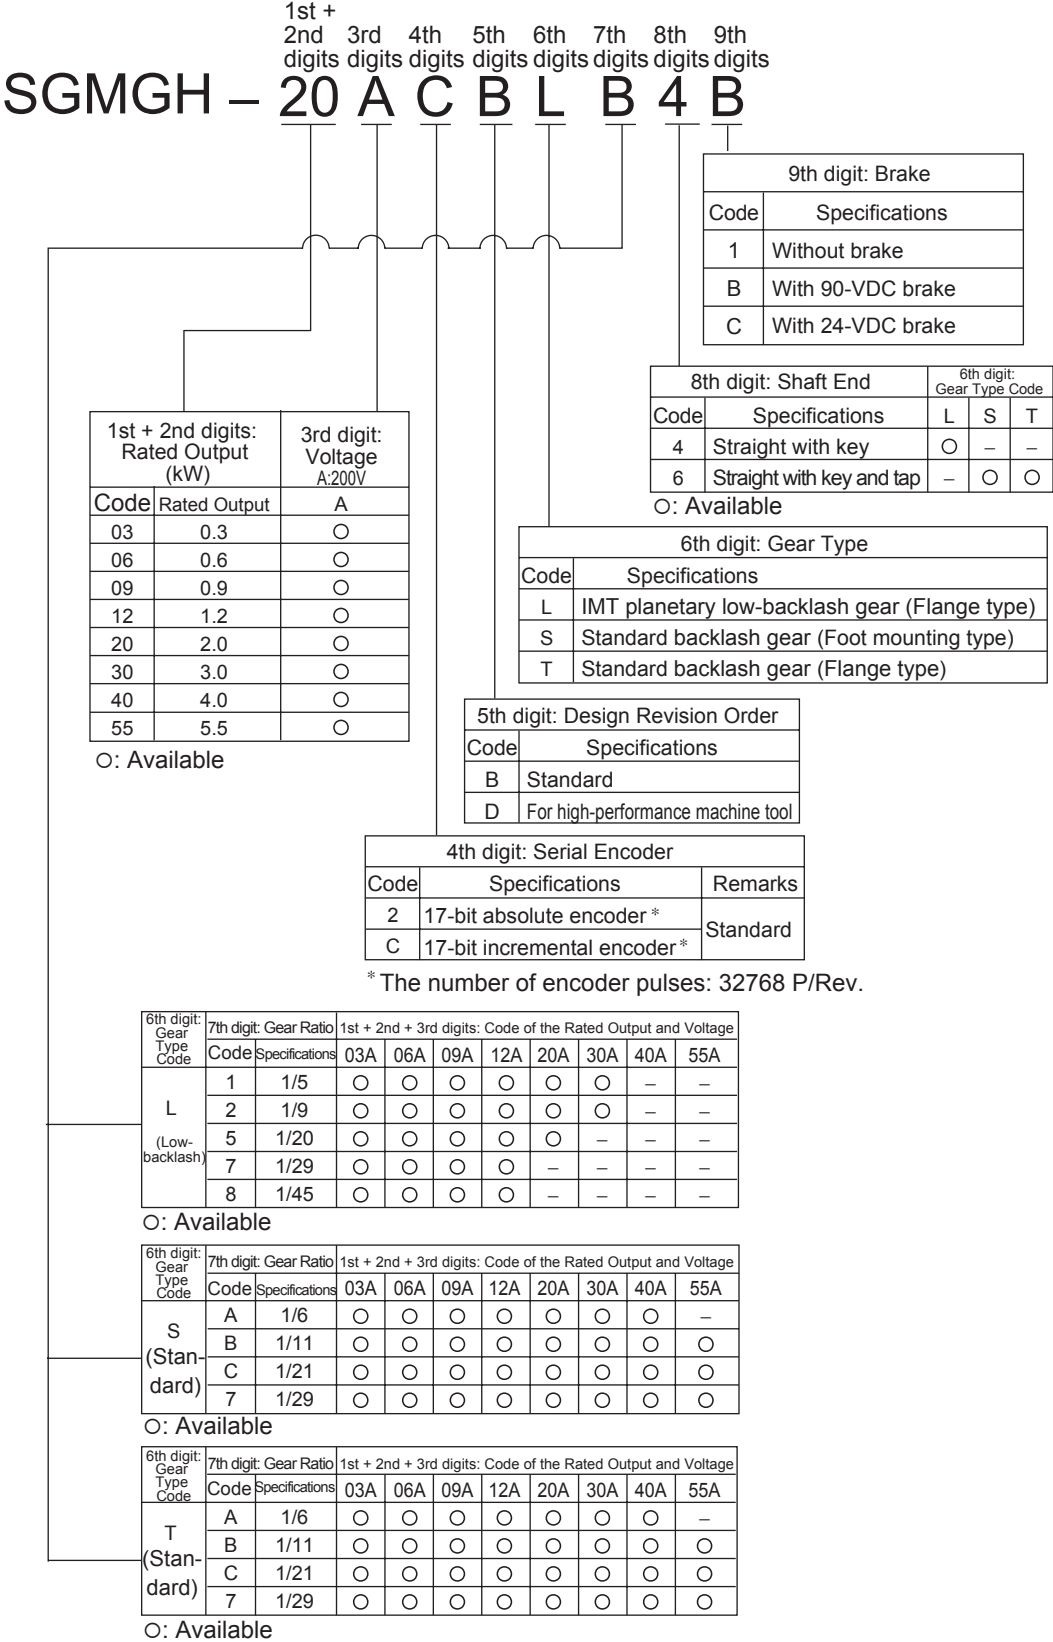 1st +
2nd 3rd 4th 5th 6th 7th 8th 9th
digits digits digits digits digits digits digits digits
SGMGH – 20 A C B L B 4 B
9th digit: Brake
Code Specifications
1 Without brake
B With 90-VDC brake
C With 24-VDC brake
8th digit: Shaft End 6th digit: Gear Type Code
Code Specifications L S T
4 Straight with key ○ – –
6 Straight with key and tap – ○ ○
○: Available
1st + 2nd digits:
Rated Output
(kW)
3rd digit:
Voltage
A:200V
Code Rated Output A
03 0.3 ○
06 0.6 ○
09 0.9 ○
12 1.2 ○
20 2.0 ○
30 3.0 ○
40 4.0 ○
55 5.5 ○
○: Available
6th digit: Gear Type
Code Specifications
L IMT planetary low-backlash gear (Flange type)
S Standard backlash gear (Foot mounting type)
T Standard backlash gear (Flange type)
5th digit: Design Revision Order
Code Specifications
B Standard
D For high-performance machine tool
4th digit: Serial Encoder
Code Specifications Remarks
2 17-bit absolute encoder *
C 17-bit incremental encoder *
Standard
* The number of encoder pulses: 32768 P/Rev.
6th digit:
Gear
Type
Code
7th digit: Gear Ratio 1st + 2nd + 3rd digits: Code of the Rated Output and Voltage
Code Specifications 03A 06A 09A 12A 20A 30A 40A 55A
L
(Low-
backlash)
1 1/5 ○ ○ ○ ○ ○ ○ – –
2 1/9 ○ ○ ○ ○ ○ ○ – –
5 1/20 ○ ○ ○ ○ ○ – – –
7 1/29 ○ ○ ○ ○ – – – –
8 1/45 ○ ○ ○ ○ – – – –
○: Available
6th digit:
Gear
Type
Code
7th digit: Gear Ratio 1st + 2nd + 3rd digits: Code of the Rated Output and Voltage
Code Specifications 03A 06A 09A 12A 20A 30A 40A 55A
S
(Stan-
dard)
A 1/6 ○ ○ ○ ○ ○ ○ ○ –
B 1/11 ○ ○ ○ ○ ○ ○ ○ ○
C 1/21 ○ ○ ○ ○ ○ ○ ○ ○
7 1/29 ○ ○ ○ ○ ○ ○ ○ ○
○: Available
6th digit:
Gear
Type
Code
7th digit: Gear Ratio 1st + 2nd + 3rd digits: Code of the Rated Output and Voltage
Code Specifications 03A 06A 09A 12A 20A 30A 40A 55A
T
(Stan-
dard)
A 1/6 ○ ○ ○ ○ ○ ○ ○ –
B 1/11 ○ ○ ○ ○ ○ ○ ○ ○
C 1/21 ○ ○ ○ ○ ○ ○ ○ ○
7 1/29 ○ ○ ○ ○ ○ ○ ○ ○
○: Available